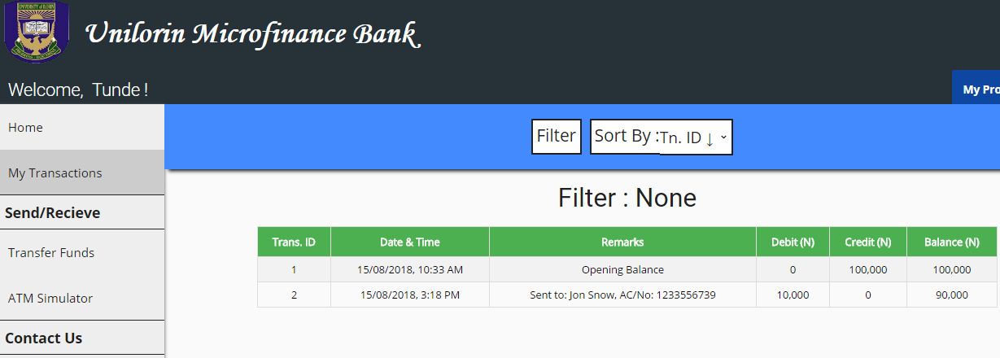 UNIVERSITY OF ILORIN
Unilorin Microfinance Bank
Welcome, Tunde !
My Pro
Home
My Transactions
Send/Recieve
Transfer Funds
ATM Simulator
Contact Us
Filter Sort By : Tn. ID ↓
Filter : None
Trans. ID Date & Time Remarks Debit (N) Credit (N) Balance (N)
1 15/08/2018, 10:33 AM Opening Balance 0 100,000 100,000
2 15/08/2018, 3:18 PM Sent to: Jon Snow, AC/No: 1233556739 10,000 0 90,000